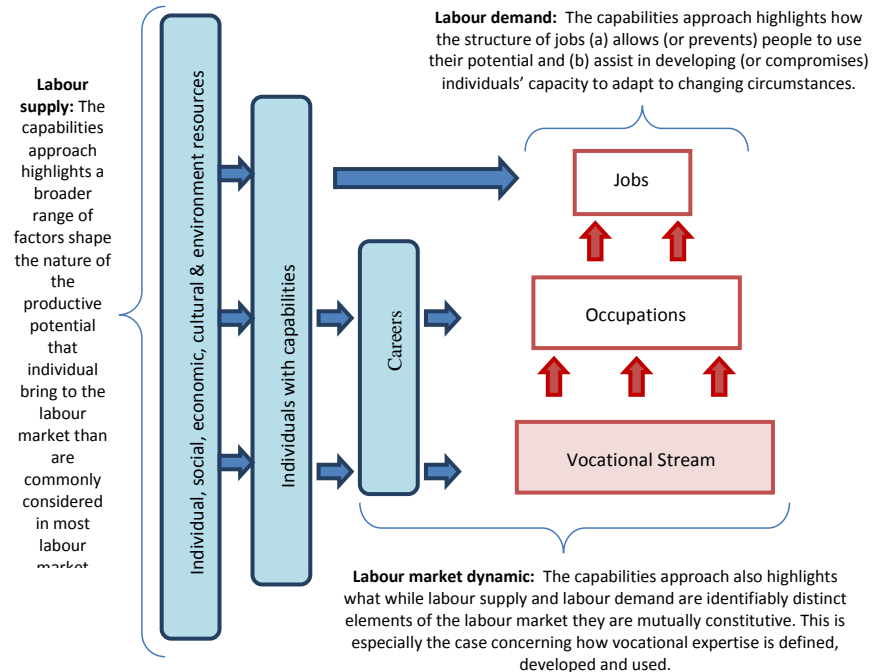 Labour
supply: The
capabilities
approach
highlights a
broader
range of
factors shape
the nature of
the
productive
potential
that
individual
bring to the
labour
market than
are
commonly
considered
in most
labour
market
Individual, social, economic, cultural & environment resources
Individuals with capabilities
Careers
Labour demand: The capabilities approach highlights how
the structure of jobs (a) allows (or prevents) people to use
their potential and (b) assist in developing (or compromises)
individuals’ capacity to adapt to changing circumstances.
Jobs
Occupations
Vocational Stream
Labour market dynamic: The capabilities approach also highlights
what while labour supply and labour demand are identifiably distinct
elements of the labour market they are mutually constitutive. This is
especially the case concerning how vocational expertise is defined,
developed and used.